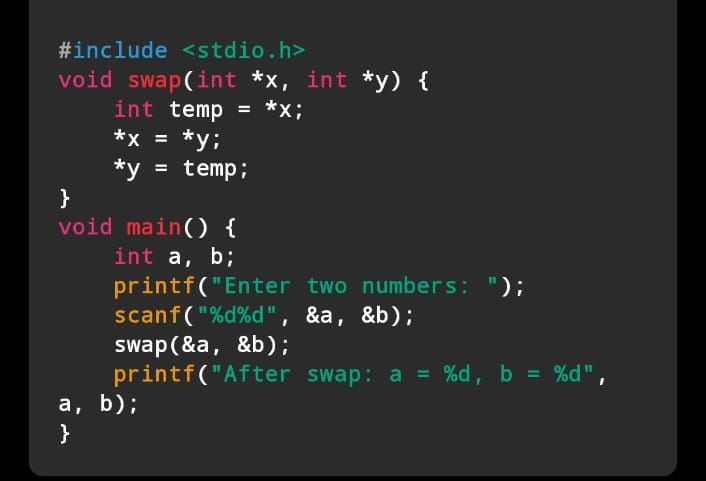 #include <stdio.h>
void swap(int *x, int *y) {
    int temp = *x;
    *x = *y;
    *y = temp;
}
void main() {
    int a, b;
    printf("Enter two numbers: ");
    scanf("%d%d", &a, &b);
    swap(&a, &b);
    printf("After swap: a = %d, b = %d",
a, b);
}